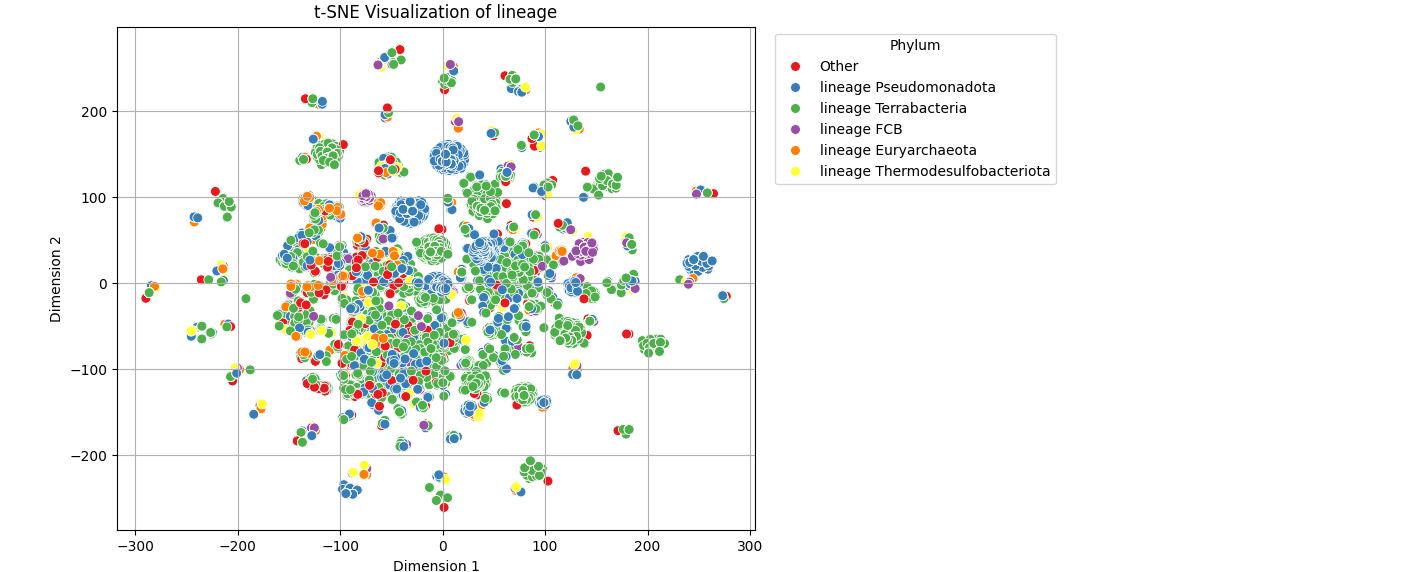 t-SNE Visualization of lineage
Phylum
Other
lineage Pseudomonadota
lineage Terrabacteria
lineage FCB
lineage Euryarchaeota
lineage Thermodesulfobacteriota
Dimension 2
200
100
0
−100
−200
−300 −200 −100 0 100 200 300
Dimension 1